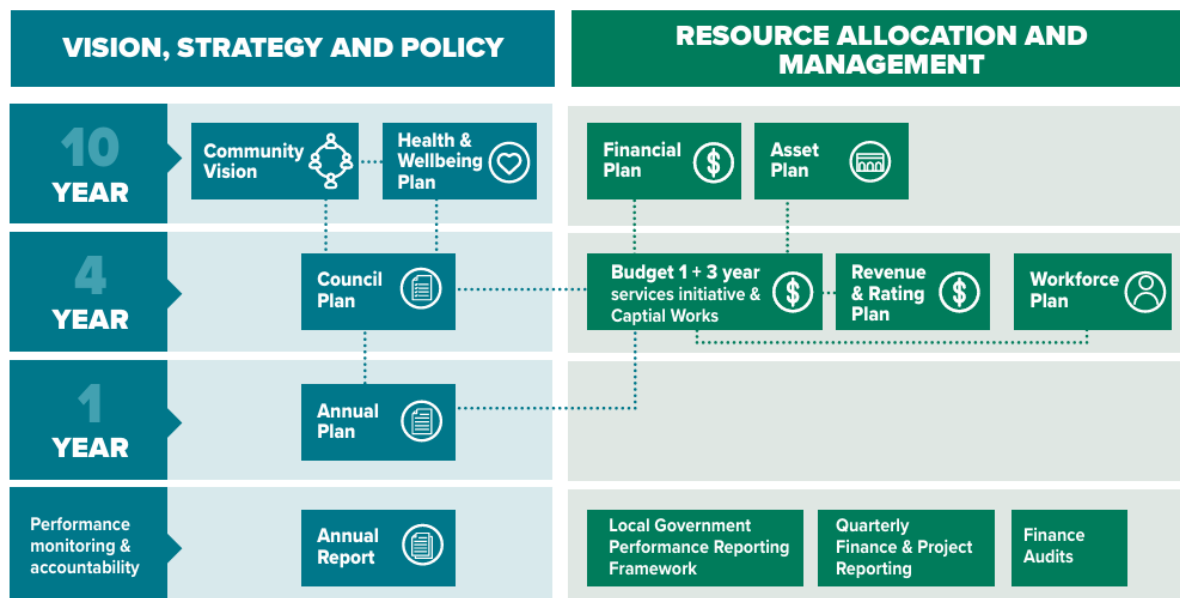 VISION, STRATEGY AND POLICY
RESOURCE ALLOCATION AND
MANAGEMENT
10
YEAR
Community
Vision
Health &
Wellbeing
Plan
Financial
Plan
Asset
Plan
4
YEAR
Council
Plan
Budget 1 + 3 year
services initiative &
Captial Works
Revenue
& Rating
Plan
Workforce
Plan
1
YEAR
Annual
Plan
Performance
monitoring &
accountability
Annual
Report
Local Government
Performance Reporting
Framework
Quarterly
Finance & Project
Reporting
Finance
Audits